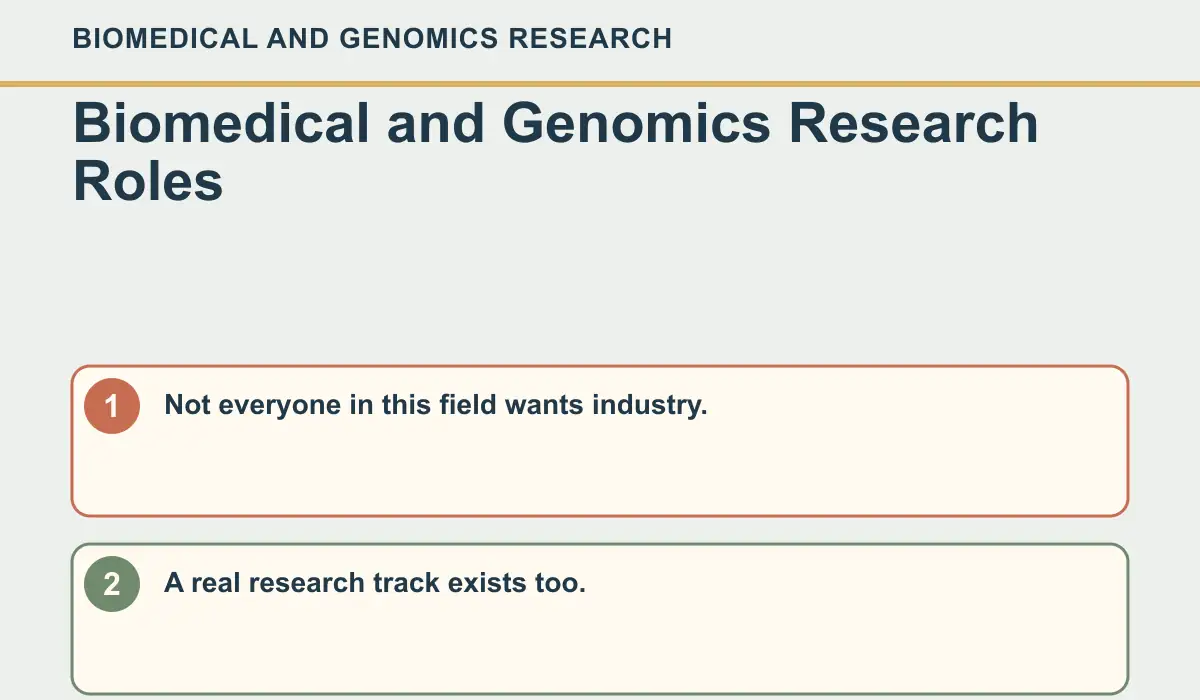 BIOMEDICAL AND GENOMICS RESEARCH
Biomedical and Genomics Research
Roles
1 Not everyone in this field wants industry.
2 A real research track exists too.